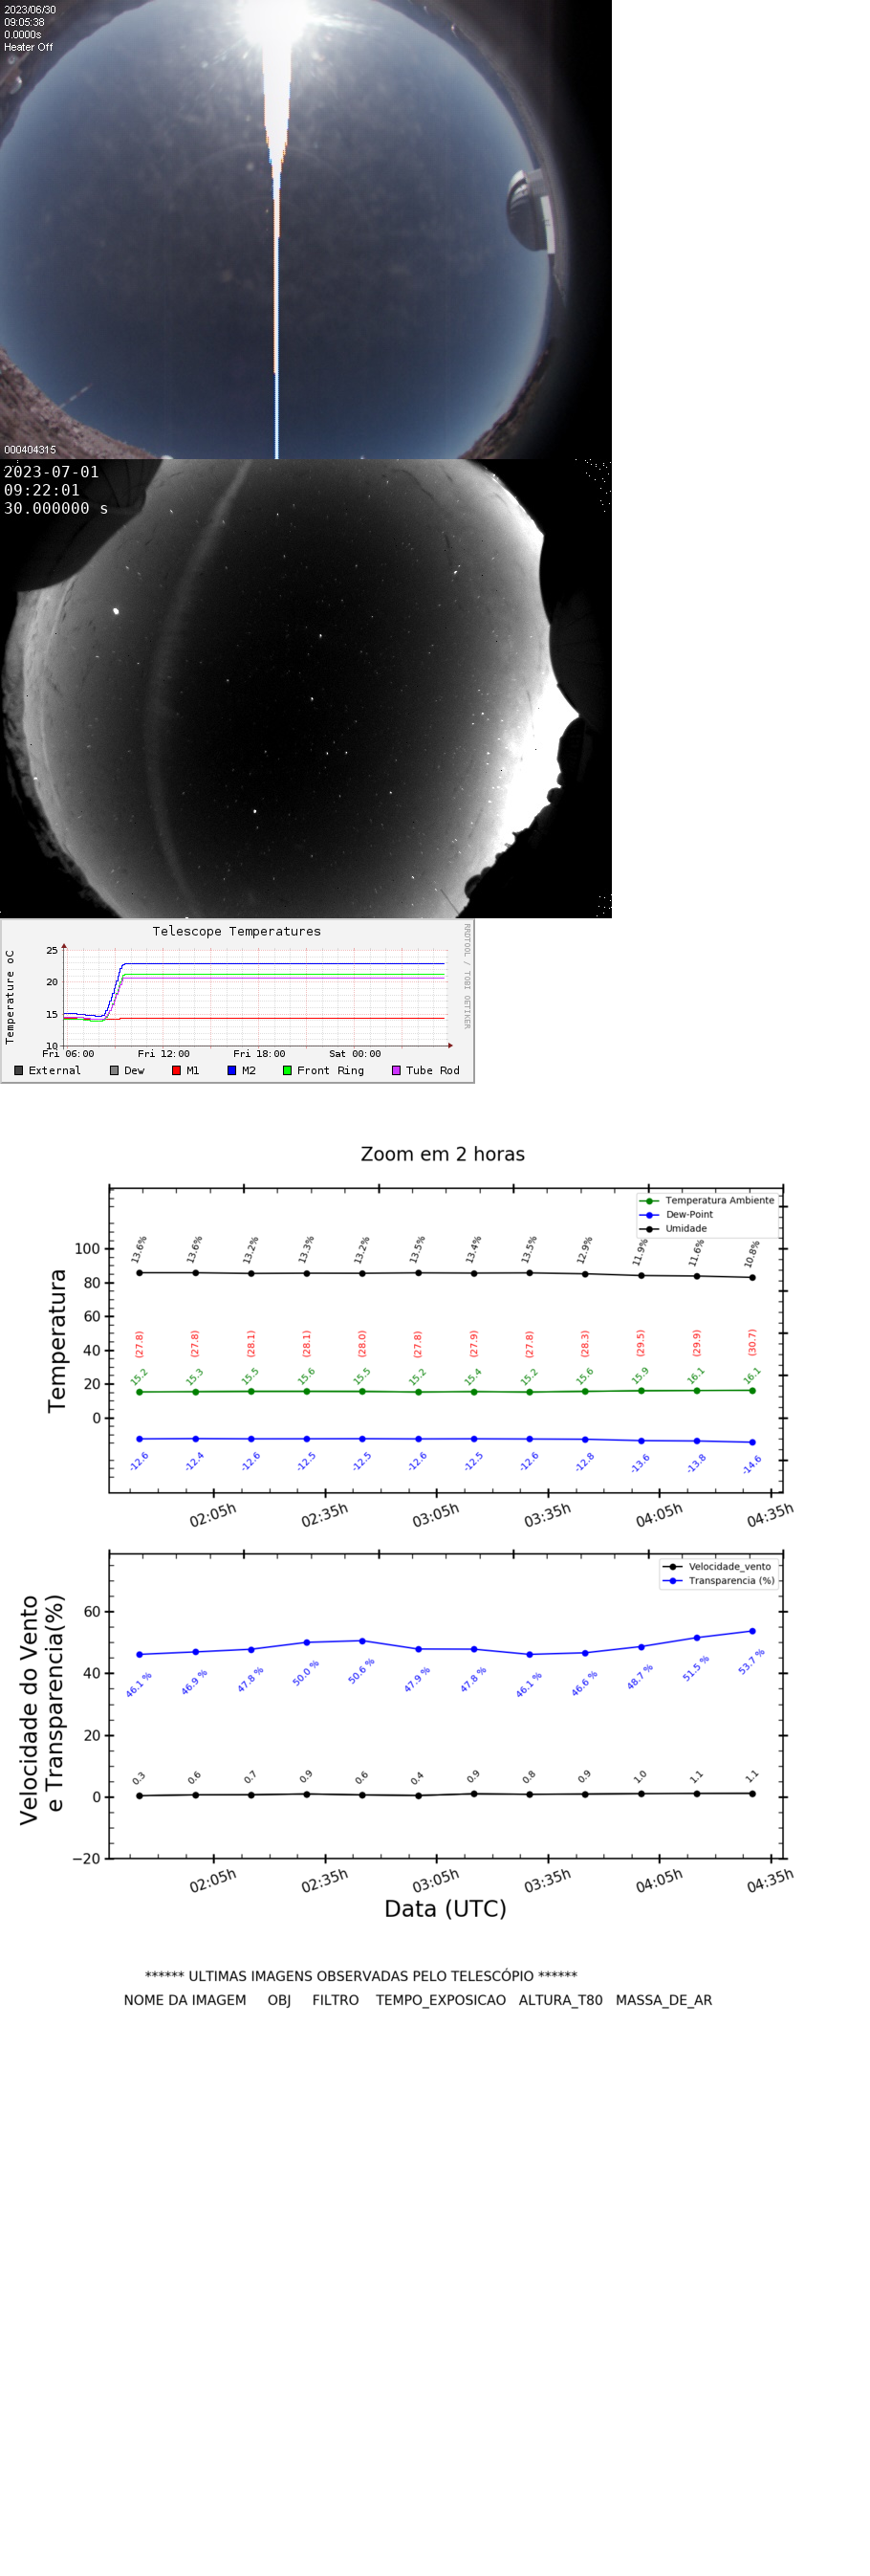 2023/06/30
09:05:38
0.0000s
Heater Off
000404315
2023-07-01
09:22:01
30.000000 s
Telescope Temperatures
RRDTOOL / TOBI OETIKER
Temperature oC
25
20
15
10
Fri 06:00 Fri 12:00 Fri 18:00 Sat 00:00
External Dew M1 M2 Front Ring Tube Rod
Zoom em 2 horas
Temperatura Ambiente
Dew-Point
Umidade
Temperatura
100
80
60
40
20
0
13.6% 13.6% 13.2% 13.3% 13.2% 13.5% 13.4% 13.5% 12.9% 11.9% 11.6% 10.8%
(27.8) (27.8) (28.1) (28.1) (28.0) (27.8) (27.9) (27.8) (28.3) (29.5) (29.9) (30.7)
15.2 15.3 15.5 15.6 15.5 15.2 15.4 15.2 15.6 15.9 16.1 16.1
-12.6 -12.4 -12.6 -12.5 -12.5 -12.6 -12.5 -12.6 -12.8 -13.6 -13.8 -14.6
02:05h 02:35h 03:05h 03:35h 04:05h 04:35h
Velocidade_vento
Transparencia (%)
Velocidade do Vento
e Transparencia(%)
60
40
20
0
−20
46.1 % 46.9 % 47.8 % 50.0 % 50.6 % 47.9 % 47.8 % 46.1 % 46.6 % 48.7 % 51.5 % 53.7 %
0.3 0.6 0.7 0.9 0.6 0.4 0.9 0.8 0.9 1.0 1.1 1.1
02:05h 02:35h 03:05h 03:35h 04:05h 04:35h
Data (UTC)
****** ULTIMAS IMAGENS OBSERVADAS PELO TELESCÓPIO ******
NOME DA IMAGEM OBJ FILTRO TEMPO_EXPOSICAO ALTURA_T80 MASSA_DE_AR